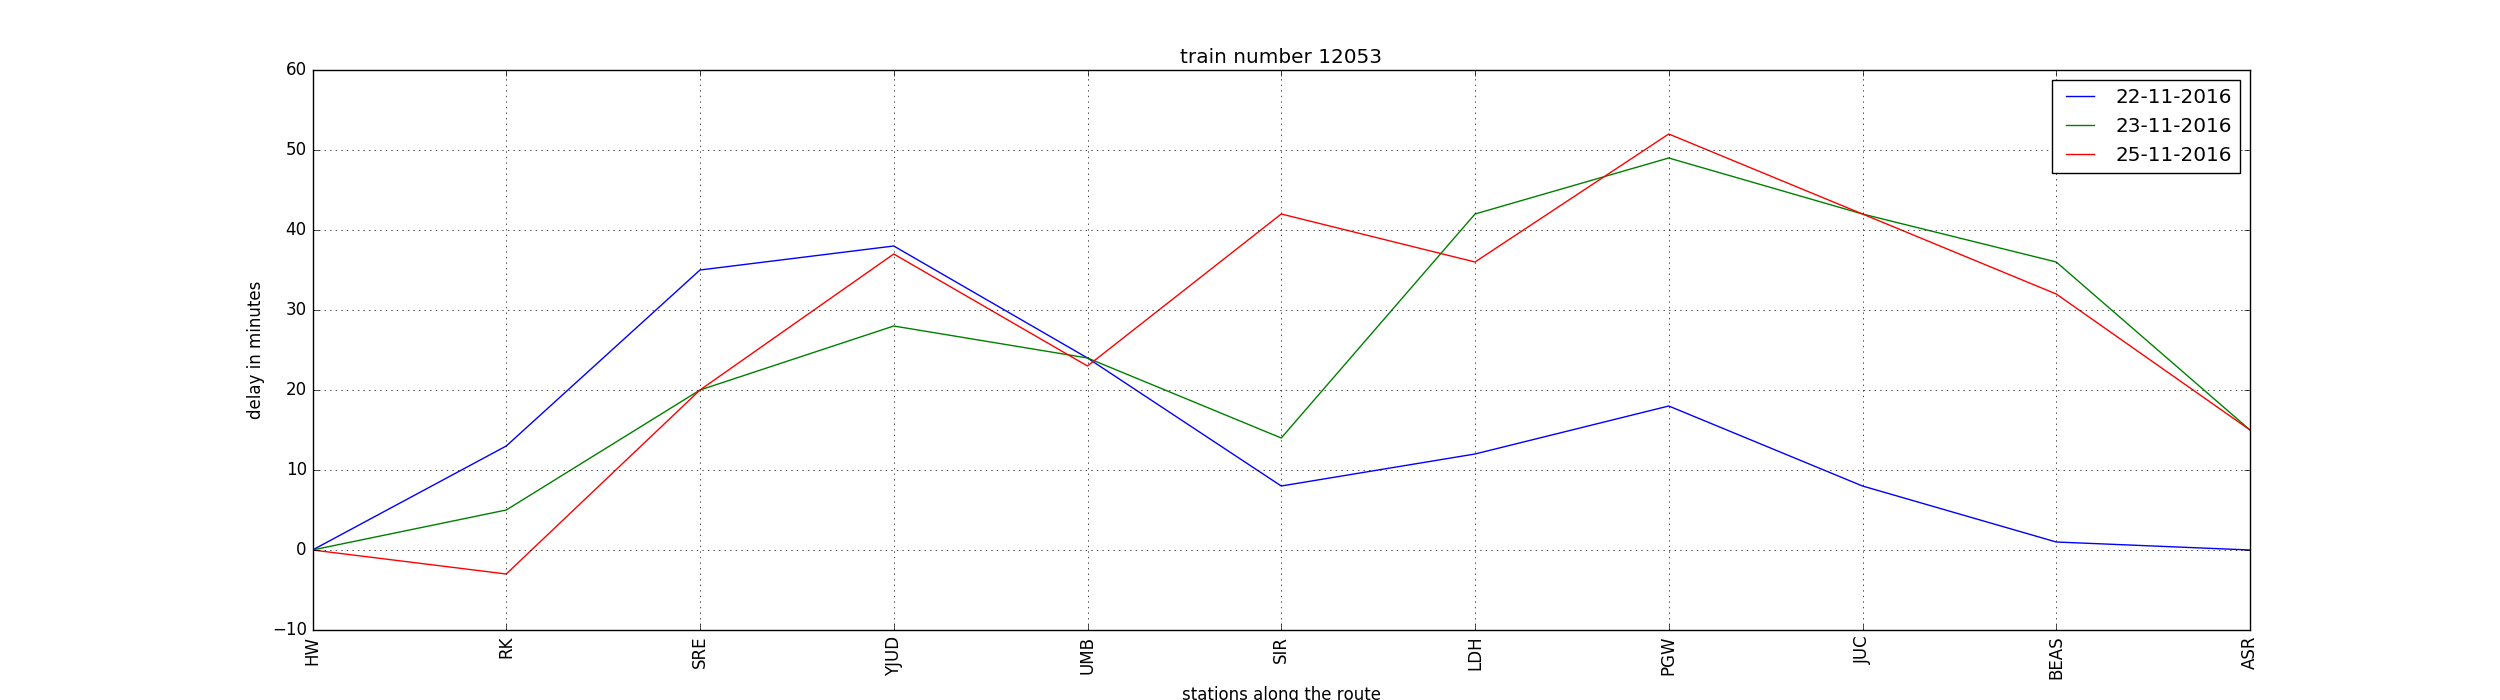 train number 12053
60
50
40
30
20
10
0
−10
delay in minutes
22-11-2016
23-11-2016
25-11-2016
HW
RK
SRE
YJUD
UMB
SIR
LDH
PGW
JUC
BEAS
ASR
stations along the route